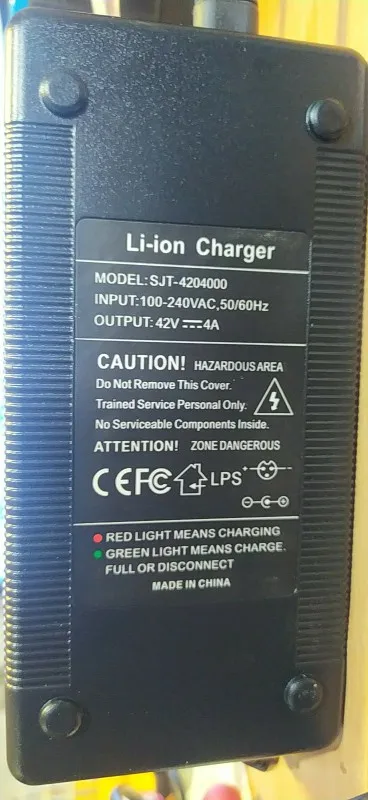 Li-ion Charger
MODEL:SJT-4204000
INPUT:100-240VAC,50/60Hz
OUTPUT:42V⎓4A
CAUTION! HAZARDOUS AREA
Do Not Remove This Cover.
Trained Service Personal Only.
No Serviceable Components Inside.
ATTENTION! ZONE DANGEROUS
CE FC LPS
RED LIGHT MEANS CHARGING
GREEN LIGHT MEANS CHARGE.
FULL OR DISCONNECT
MADE IN CHINA